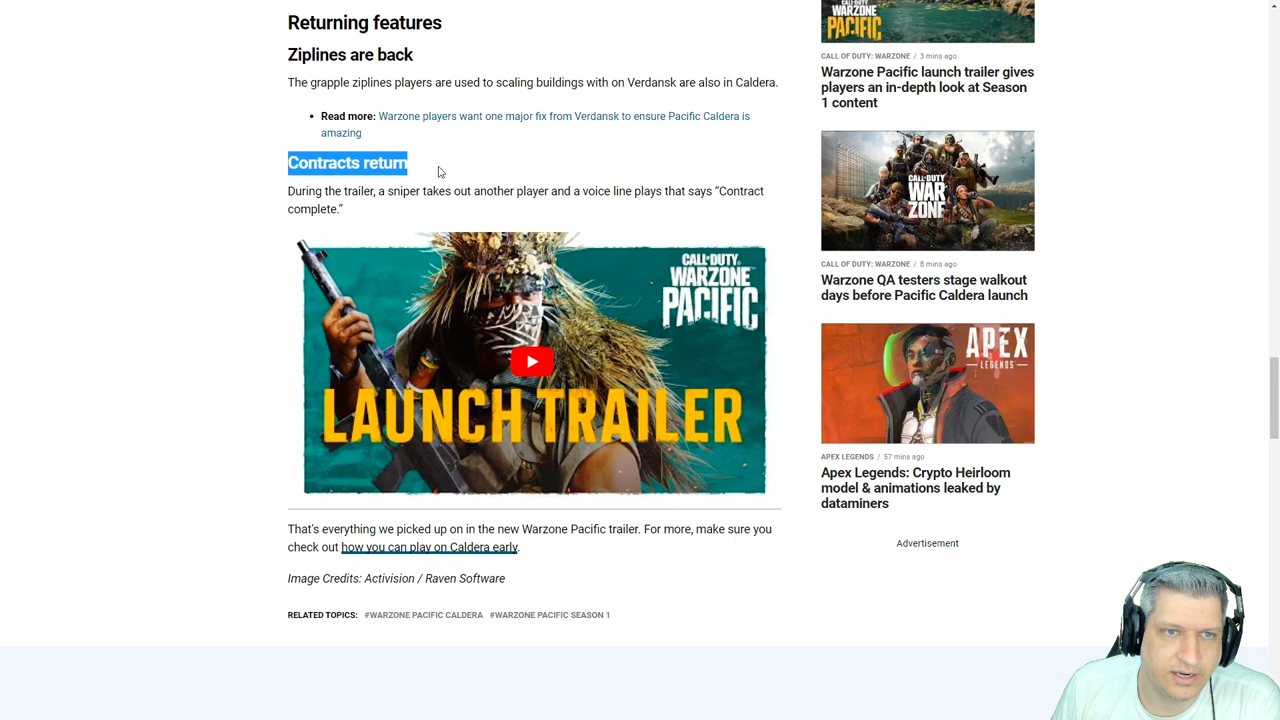 Returning features
Ziplines are back
The grapple ziplines players are used to scaling buildings with on Verdansk are also in Caldera.
• Read more: Warzone players want one major fix from Verdansk to ensure Pacific Caldera is
amazing
Contracts return
During the trailer, a sniper takes out another player and a voice line plays that says “Contract
complete.”
CALL OF DUTY®
WARZONE
PACIFIC
LAUNCH TRAILER
That’s everything we picked up on in the new Warzone Pacific trailer. For more, make sure you
check out how you can play on Caldera early.
Image Credits: Activision / Raven Software
RELATED TOPICS: #WARZONE PACIFIC CALDERA #WARZONE PACIFIC SEASON 1
CALL OF DUTY
WARZONE
PACIFIC
CALL OF DUTY: WARZONE / 3 mins ago
Warzone Pacific launch trailer gives
players an in-depth look at Season
1 content
CALL OF DUTY
WAR
ZONE
CALL OF DUTY: WARZONE / 8 mins ago
Warzone QA testers stage walkout
days before Pacific Caldera launch
APEX
LEGENDS
APEX LEGENDS / 57 mins ago
Apex Legends: Crypto Heirloom
model & animations leaked by
dataminers
Advertisement